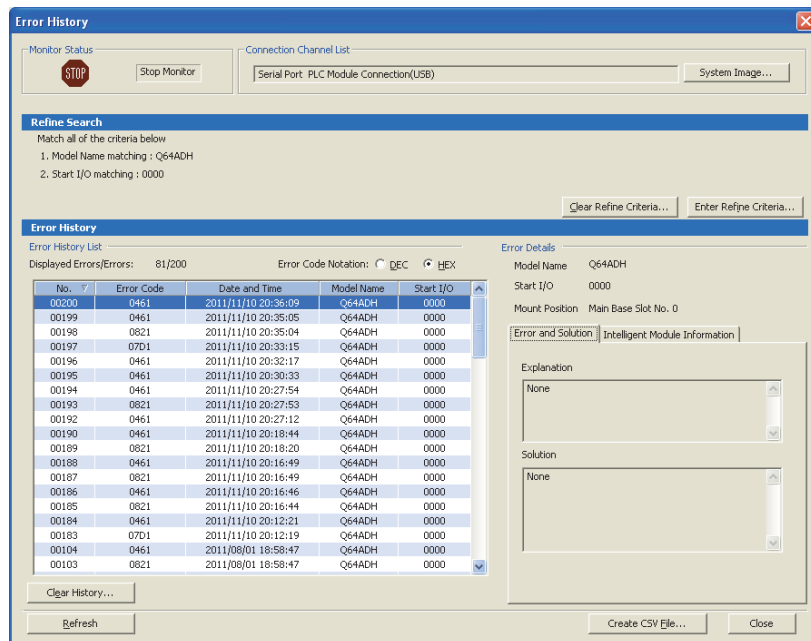 Error History
Monitor Status
STOP
Stop Monitor
Connection Channel List
Serial Port PLC Module Connection(USB)
System Image...
Refine Search
Match all of the criteria below
1. Model Name matching : Q64ADH
2. Start I/O matching : 0000
Clear Refine Criteria...
Enter Refine Criteria...
Error History
Error History List
Displayed Errors/Errors: 81/200
Error Code Notation: DEC HEX
No. Error Code Date and Time Model Name Start I/O
00200 0461 2011/11/10 20:36:09 Q64ADH 0000
00199 0461 2011/11/10 20:35:05 Q64ADH 0000
00198 0821 2011/11/10 20:35:04 Q64ADH 0000
00197 07D1 2011/11/10 20:33:15 Q64ADH 0000
00196 0461 2011/11/10 20:32:17 Q64ADH 0000
00195 0461 2011/11/10 20:30:33 Q64ADH 0000
00194 0461 2011/11/10 20:27:54 Q64ADH 0000
00193 0821 2011/11/10 20:27:53 Q64ADH 0000
00192 0461 2011/11/10 20:27:12 Q64ADH 0000
00190 0461 2011/11/10 20:18:44 Q64ADH 0000
00189 0821 2011/11/10 20:18:20 Q64ADH 0000
00188 0461 2011/11/10 20:16:49 Q64ADH 0000
00187 0821 2011/11/10 20:16:49 Q64ADH 0000
00186 0461 2011/11/10 20:16:46 Q64ADH 0000
00185 0821 2011/11/10 20:16:44 Q64ADH 0000
00184 0461 2011/11/10 20:12:21 Q64ADH 0000
00183 07D1 2011/11/10 20:12:19 Q64ADH 0000
00104 0461 2011/08/01 18:58:47 Q64ADH 0000
00103 0821 2011/08/01 18:58:47 Q64ADH 0000
Clear History...
Error Details
Model Name Q64ADH
Start I/O 0000
Mount Position Main Base Slot No. 0
Error and Solution
Intelligent Module Information
Explanation
None
Solution
None
Refresh
Create CSV File...
Close